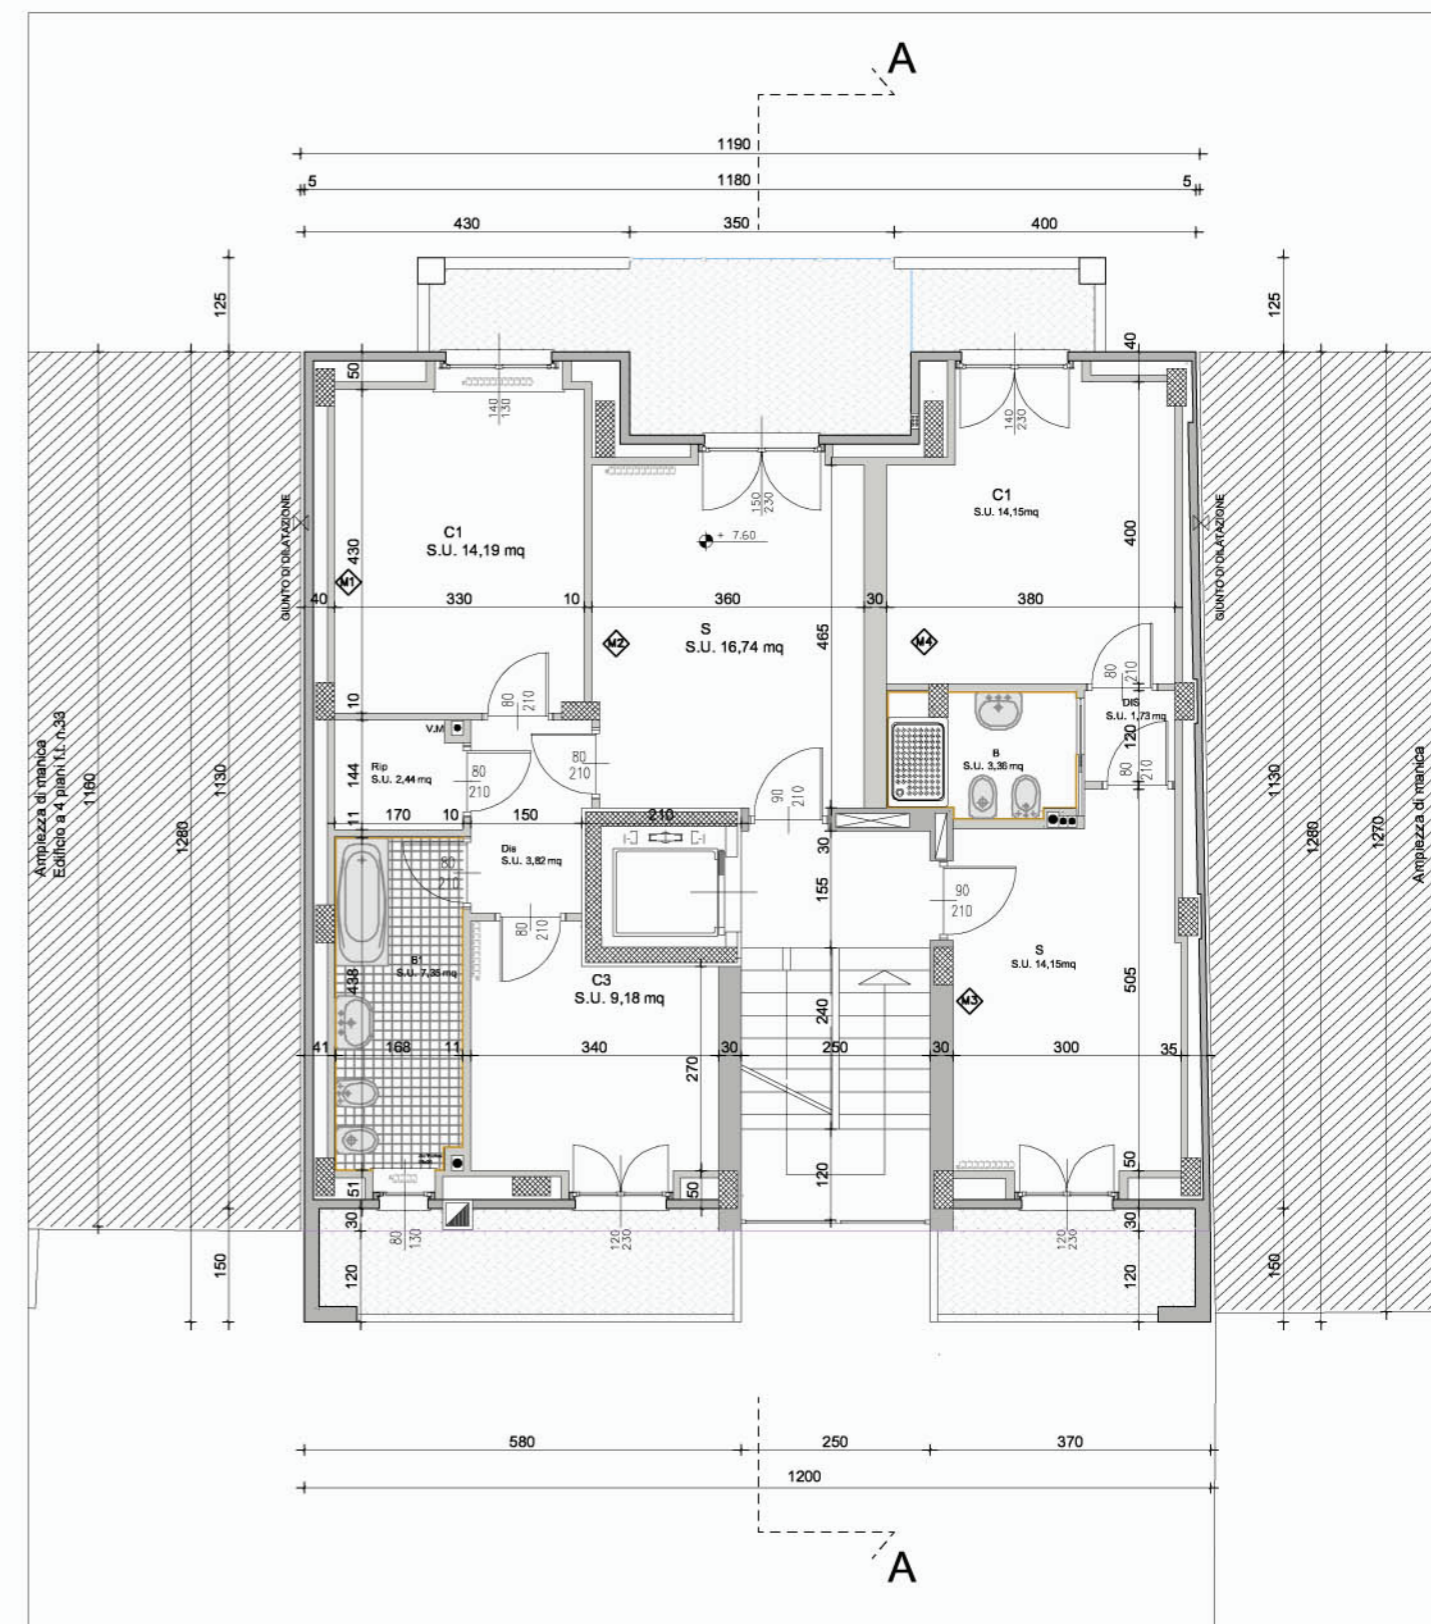 A
1190
5
1180
5
430
350
400
125
125
40
50
140
130
140
230
150
230
C1
S.U. 14,15mq
GIUNTO DI DILATAZIONE
GIUNTO DI DILATAZIONE
C1
S.U. 14,19 mq
430
+ 7.60
400
M1
40
330
10
360
30
380
S
S.U. 16,74 mq
M2
M4
465
80
210
80
210
10
V.M
DIS
S.U. 1,73 mq
120
Ampiezza di manica
Edificio a 4 piani f.t. n.33
1160
1280
1130
Rip
S.U. 2,44 mq
144
80
210
80
210
B
S.U. 3,36 mq
80
210
1130
1280
1270
Ampiezza di manica
90
210
11
170
10
150
210
30
Dis
S.U. 3,82 mq
80
210
155
90
210
80
210
B1
S.U. 7,35 mq
438
C3
S.U. 9,18 mq
S
S.U. 14,15mq
505
M3
240
41
168
11
340
30
250
30
300
35
270
51
50
120
50
30
80
130
120
230
120
230
30
150
120
120
150
580
250
370
1200
A